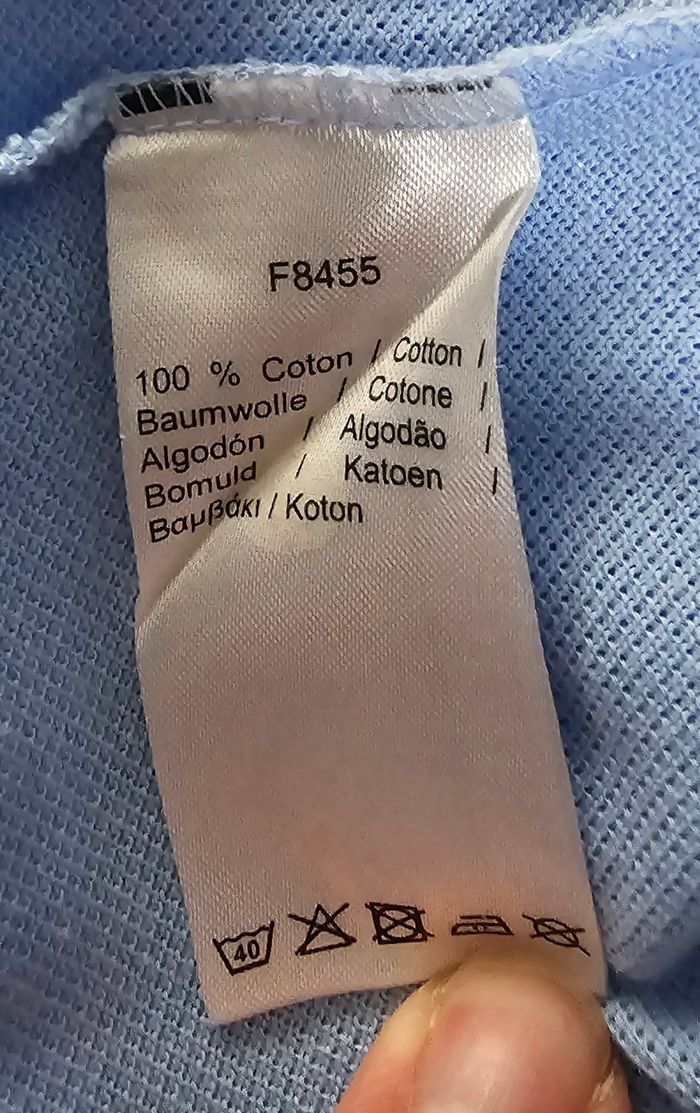 F8455
100 % Coton / Cotton /
Baumwolle / Cotone /
Algodón / Algodão /
Bomuld / Katoen /
Βαμβάκι / Koton
40